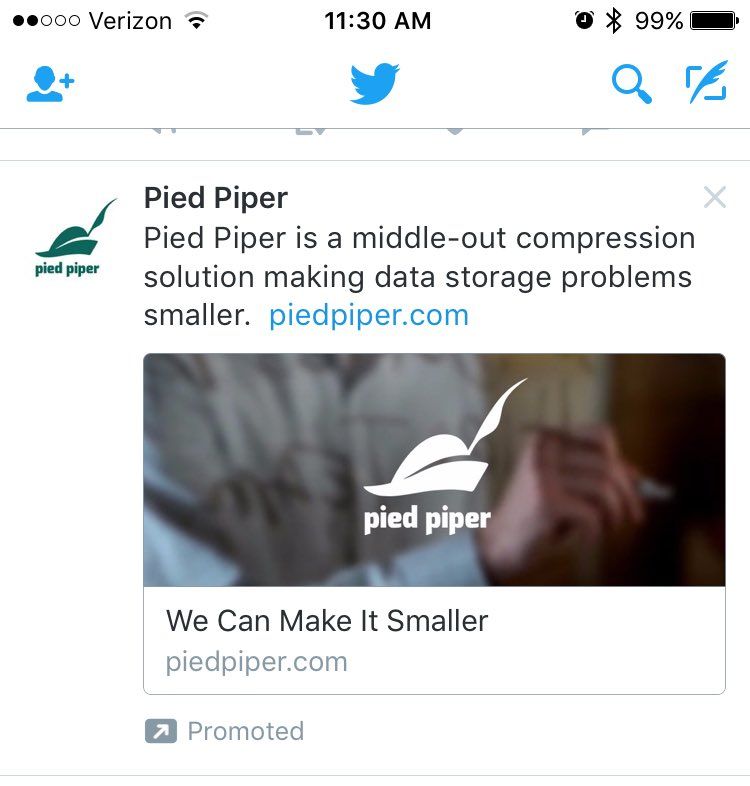 Verizon 11:30 AM 99%
Pied Piper
Pied Piper is a middle-out compression
solution making data storage problems
smaller. piedpiper.com
pied piper
pied piper
We Can Make It Smaller
piedpiper.com
Promoted